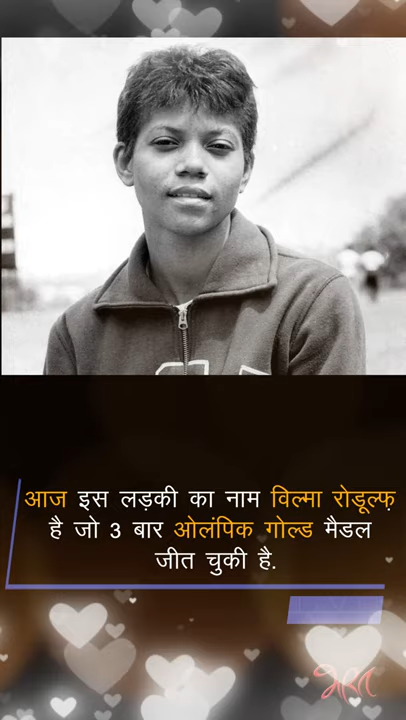 आज इस लड़की का नाम विल्मा रोडूल्फ़
है जो 3 बार ओलंपिक गोल्ड मैडल
जीत चुकी है.